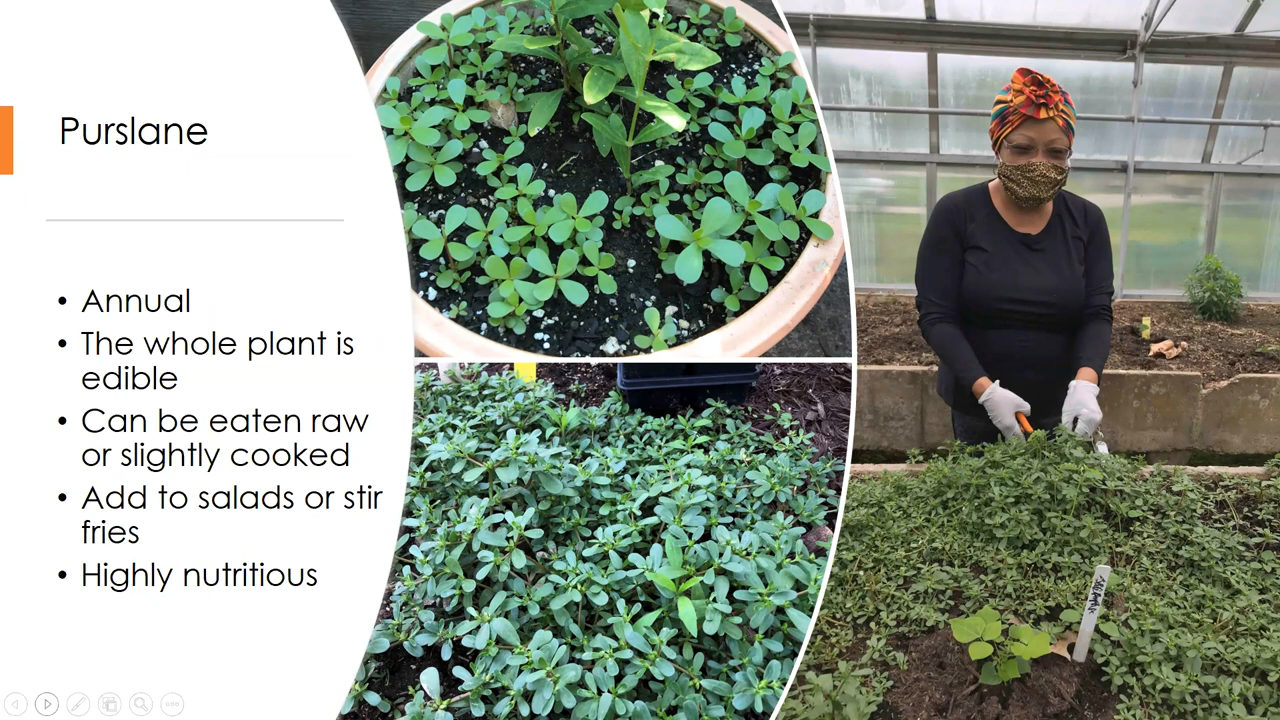 Purslane
• Annual
• The whole plant is
edible
• Can be eaten raw
or slightly cooked
• Add to salads or stir
fries
• Highly nutritious